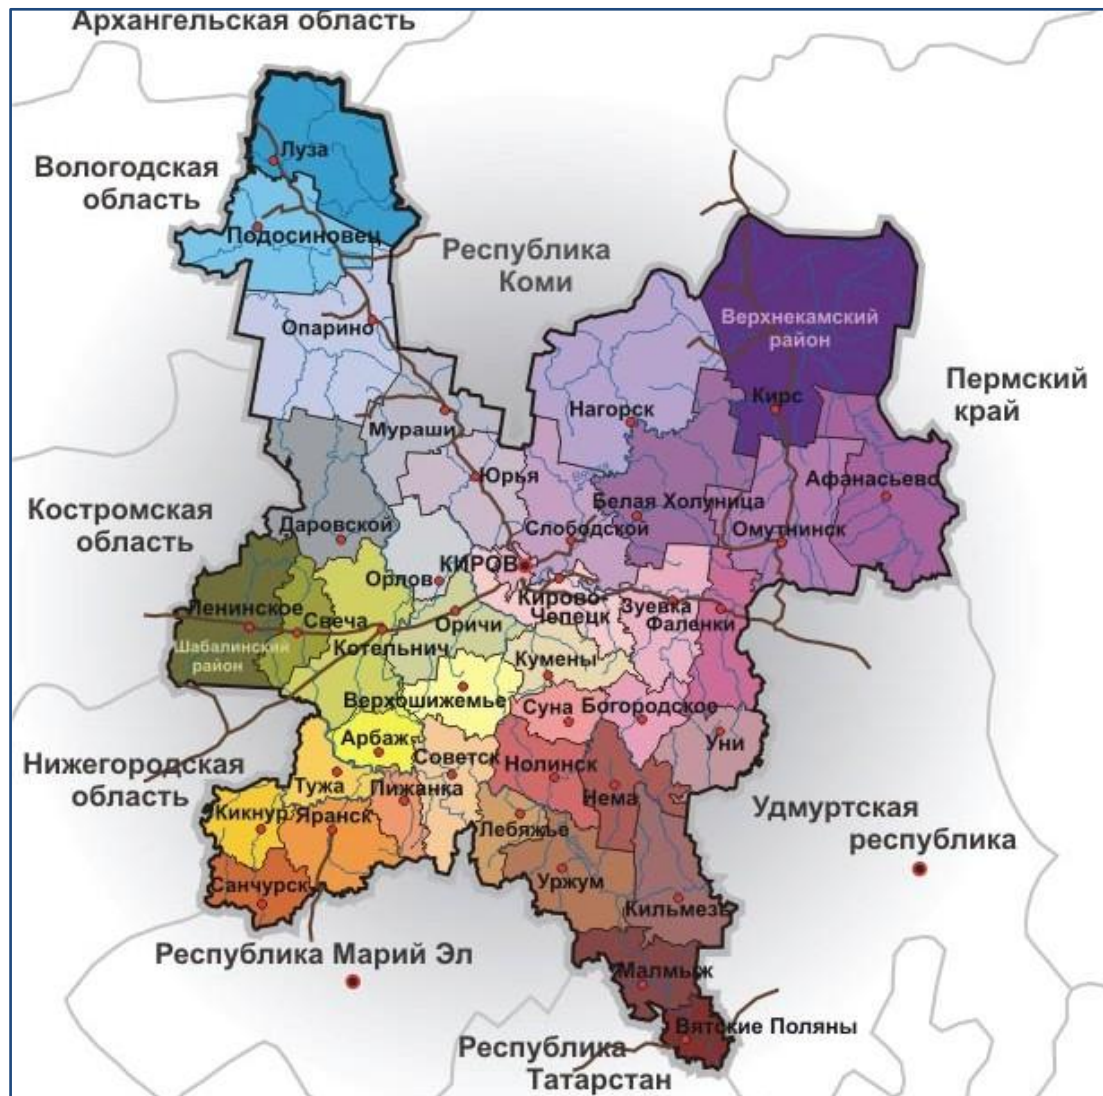 Архангельская область
Луза
Вологодская
область
Подосиновец
Республика
Коми
Опарино
Верхнекамский
район
Пермский
край
Кирс
Нагорск
Мураши
Юрья
Афанасьево
Белая Холуница
Костромская
область
Даровской
Слободской
Омутнинск
КИРОВ
Орлов
Кирово-
Чепецк
Зуевка
Фаленки
Ленинское
Свеча
Оричи
Шабалинский
район
Котельнич
Кумены
Верхошижемье
Суна
Богородское
Арбаж
Уни
Советск
Нолинск
Нижегородская
область
Тужа
Пижанка
Нема
Кикнур
Яранск
Лебяжье
Удмуртская
республика
Санчурск
Уржум
Кильмезь
Республика Марий Эл
Малмыж
Вятские Поляны
Республика
Татарстан